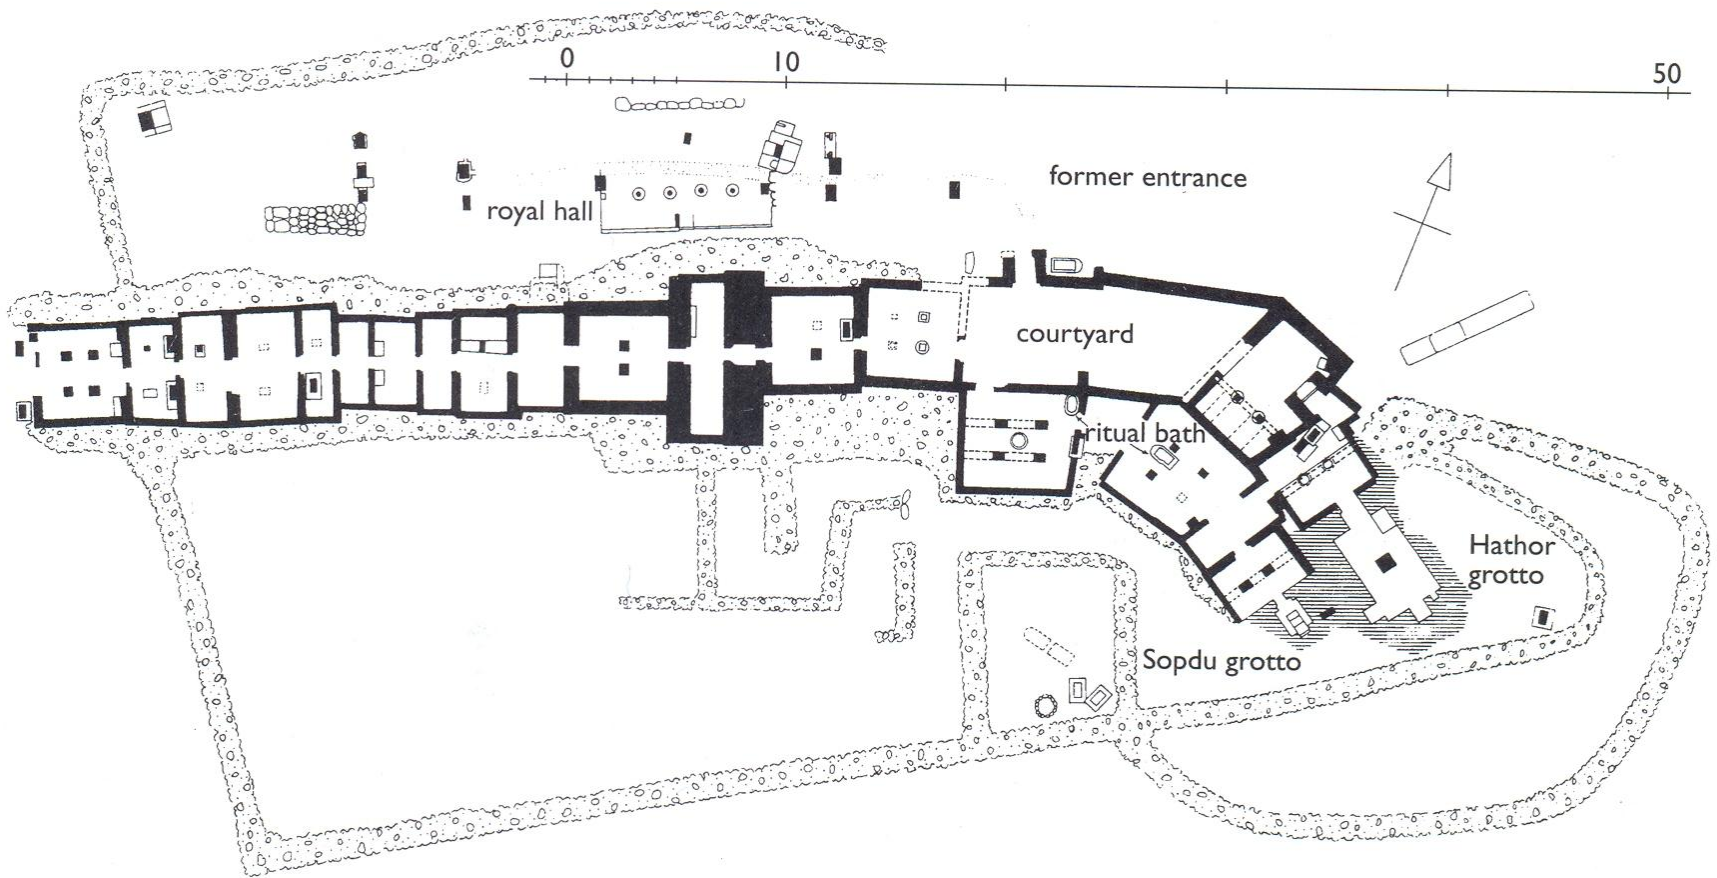 0
10
50
former entrance
royal hall
courtyard
ritual bath
Hathor
grotto
Sopdu grotto